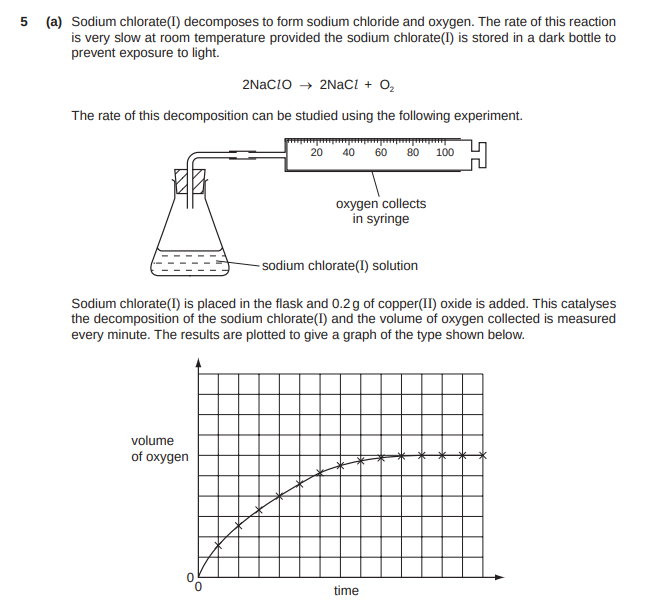 5 (a) Sodium chlorate(I) decomposes to form sodium chloride and oxygen. The rate of this reaction
is very slow at room temperature provided the sodium chlorate(I) is stored in a dark bottle to
prevent exposure to light.
2NaClO → 2NaCl + O₂
The rate of this decomposition can be studied using the following experiment.
20 40 60 80 100
oxygen collects
in syringe
sodium chlorate(I) solution
Sodium chlorate(I) is placed in the flask and 0.2 g of copper(II) oxide is added. This catalyses
the decomposition of the sodium chlorate(I) and the volume of oxygen collected is measured
every minute. The results are plotted to give a graph of the type shown below.
volume
of oxygen
0
0
time